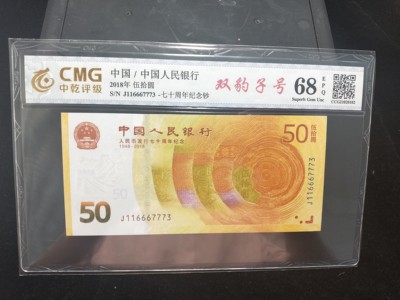 CMG
中乾评级
中国 / 中国人民银行
2018年 伍拾圆
S/N J116667773 -七十周年纪念钞
双豹子号
68
EPQ
Superb Gem Unc
中国人民银行
人民币发行七十周年纪念
1948-2018
50
伍拾圆
50
J116667773